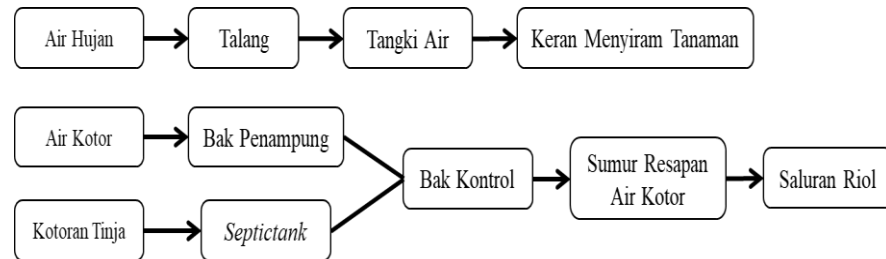 Air Hujan
Talang
Tangki Air
Keran Menyiram Tanaman
Air Kotor
Bak Penampung
Kotoran Tinja
Septictank
Bak Kontrol
Sumur Resapan
Air Kotor
Saluran Riol